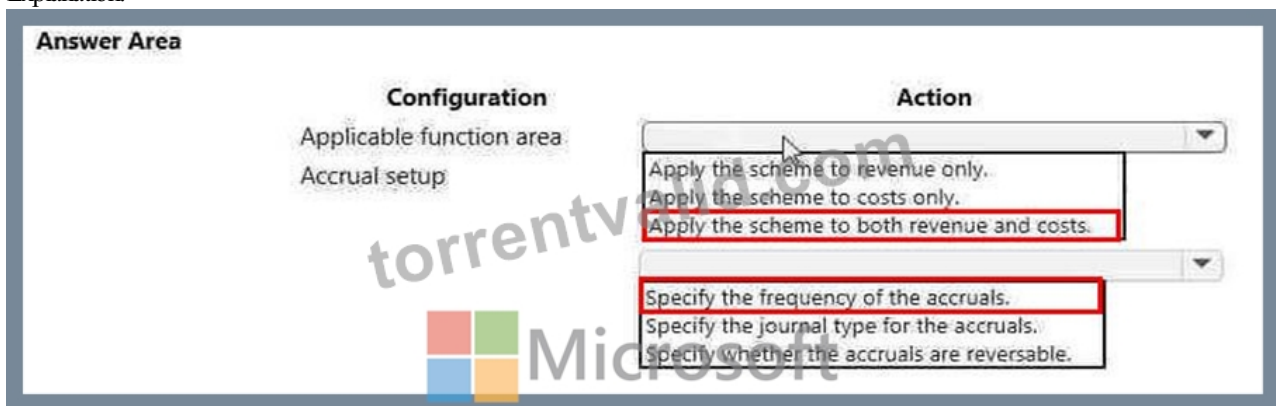 Answer Area
Configuration Action
Applicable function area
Accrual setup
Apply the scheme to revenue only.
Apply the scheme to costs only.
Apply the scheme to both revenue and costs.
Specify the frequency of the accruals.
Specify the journal type for the accruals.
Specify whether the accruals are reversable.
torrentvalid.com
Microsoft